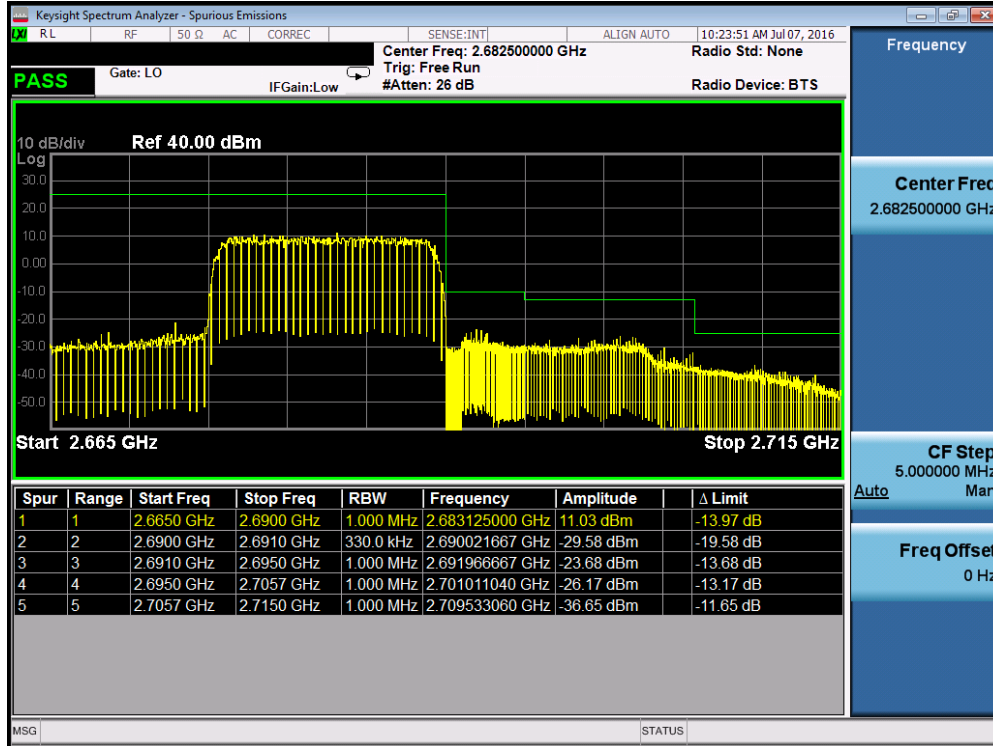 Keysight Spectrum Analyzer - Spurious Emissions
LXI RL RF 50 Ω AC CORREC SENSE:INT ALIGN AUTO 10:23:51 AM Jul 07, 2016
Center Freq: 2.682500000 GHz Radio Std: None
PASS Gate: LO Trig: Free Run
IFGain:Low #Atten: 26 dB Radio Device: BTS
10 dB/div Ref 40.00 dBm
Log
30.0
20.0
10.0
0.00
-10.0
-20.0
-30.0
-40.0
-50.0
Start 2.665 GHz Stop 2.715 GHz
Spur Range Start Freq Stop Freq RBW Frequency Amplitude Δ Limit
1 1 2.6650 GHz 2.6900 GHz 1.000 MHz 2.683125000 GHz 11.03 dBm -13.97 dB
2 2 2.6900 GHz 2.6910 GHz 330.0 kHz 2.690021667 GHz -29.58 dBm -19.58 dB
3 3 2.6910 GHz 2.6950 GHz 1.000 MHz 2.691966667 GHz -23.68 dBm -13.68 dB
4 4 2.6950 GHz 2.7057 GHz 1.000 MHz 2.701011040 GHz -26.17 dBm -13.17 dB
5 5 2.7057 GHz 2.7150 GHz 1.000 MHz 2.709533060 GHz -36.65 dBm -11.65 dB
MSG STATUS
Frequency
Center Freq
2.682500000 GHz
CF Step
5.000000 MHz
Auto Man
Freq Offset
0 Hz